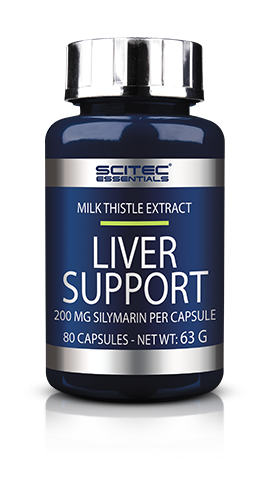 SCITEC®
ESSENTIALS
MILK THISTLE EXTRACT
LIVER
SUPPORT
200 MG SILYMARIN PER CAPSULE
80 CAPSULES - NET WT: 63 G